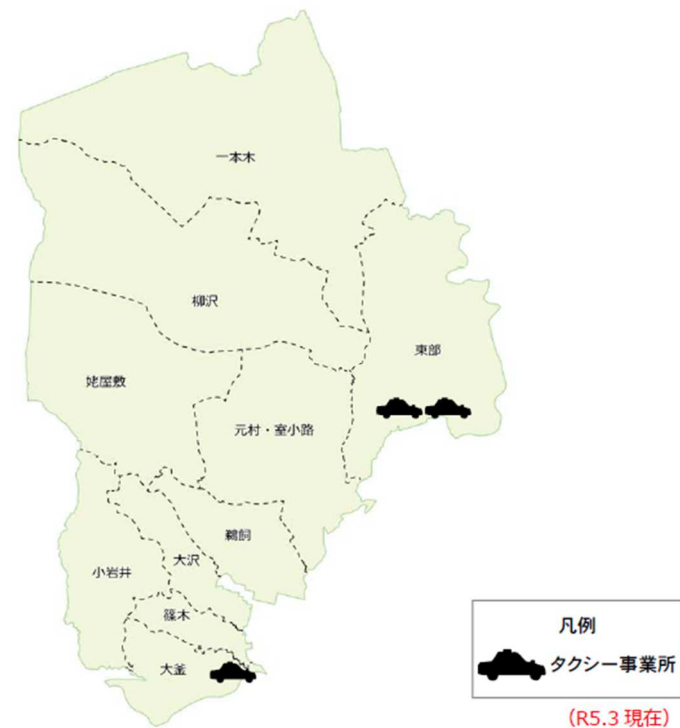 一本木
柳沢
東部
姥屋敷
元村・室小路
鵜飼
大沢
小岩井
篠木
大釜
凡例
タクシー事業所
(R5.3 現在)